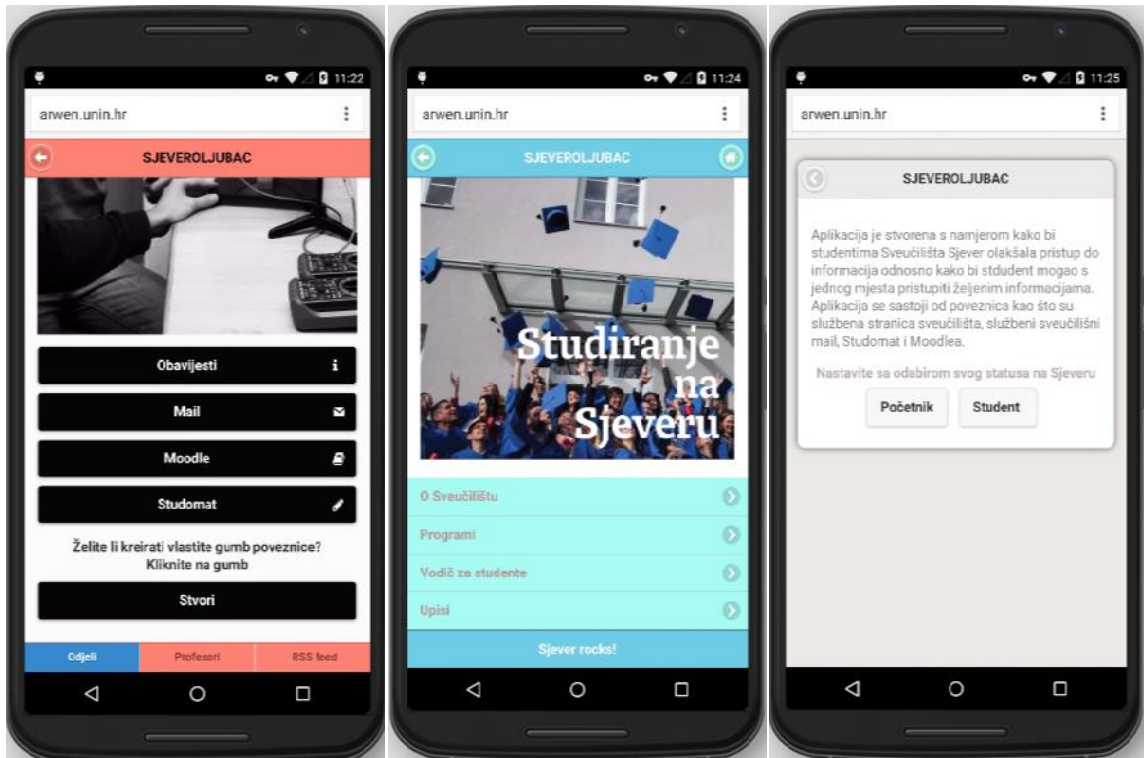 11:22
arwen.unin.hr
SJEVEROLJUBAC
Obavijesti
Mail
Moodle
Studomat
Želite li kreirati vlastite gumb poveznice?
Kliknite na gumb
Stvori
Odjeli
Profesori
RSS feed
11:24
arwen.unin.hr
SJEVEROLJUBAC
Studiranje
na
Sjeveru
O Sveučilištu
Programi
Vodič za studente
Upisi
Sjever rocks!
11:25
arwen.unin.hr
SJEVEROLJUBAC
Aplikacija je stvorena s namjerom kako bi
studentima Sveučilišta Sjever olakšala pristup do
informacija odnosno kako bi stdudent mogao s
jednog mjesta pristupiti željenim informacijama.
Aplikacija se sastoji od poveznica kao što su
službena stranica sveučilišta, službeni sveučilišni
mail, Studomat i Moodlea.
Nastavite sa odabirom svog statusa na Sjeveru
Početnik
Student